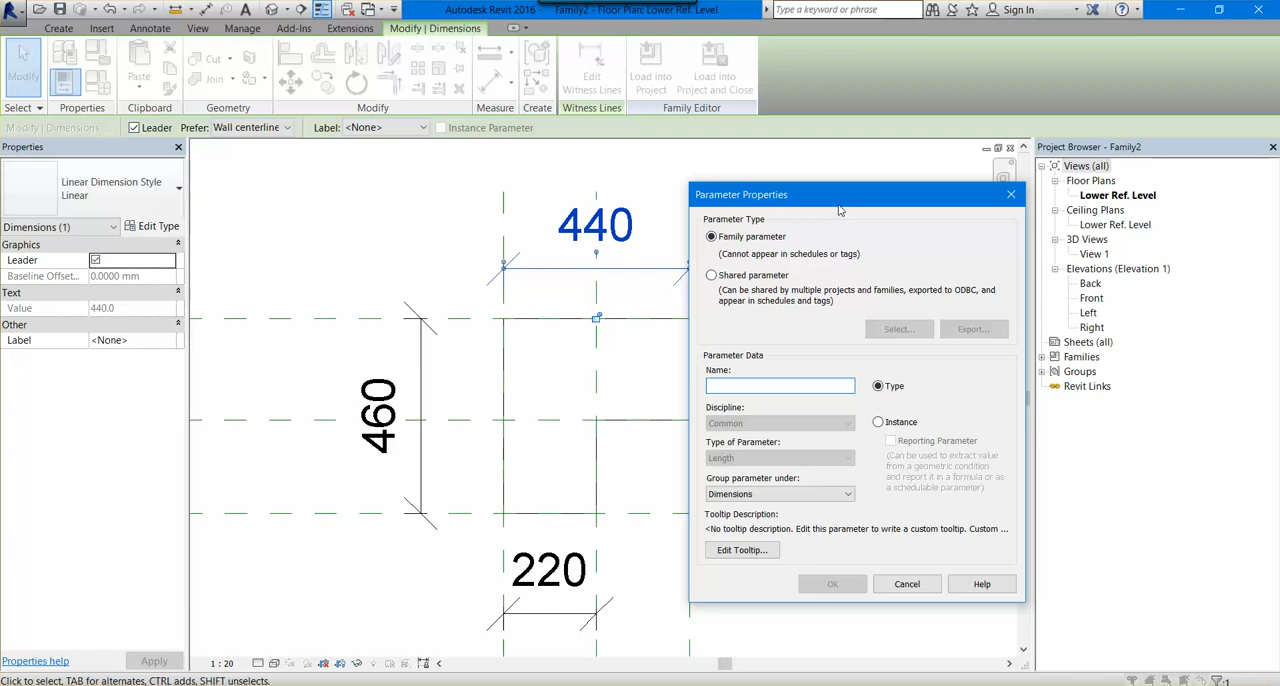 Autodesk Revit 2016 - Family2 - Floor Plan: Lower Ref. Level
Type a keyword or phrase
Sign In
Create Insert Annotate View Manage Add-Ins Extensions Modify | Dimensions
Modify
Paste
Cut
Join
Edit
Witness Lines
Load into
Project
Load into
Project and Close
Select Properties Clipboard Geometry Modify Measure Create Witness Lines Family Editor
Modify | Dimensions Leader Prefer: Wall centerline Label: <None> Instance Parameter
Properties
Linear Dimension Style
Linear
Dimensions (1) Edit Type
Graphics
Leader
Baseline Offset... 0.0000 mm
Text
Value 440.0
Other
Label <None>
Properties help Apply
440
460
220
1 : 20
Parameter Properties
Parameter Type
Family parameter
(Cannot appear in schedules or tags)
Shared parameter
(Can be shared by multiple projects and families, exported to ODBC, and
appear in schedules and tags)
Select... Export...
Parameter Data
Name:
Type
Discipline:
Common
Instance
Type of Parameter:
Length
Reporting Parameter
(Can be used to extract value
from a geometric condition
and report it in a formula or as
a schedulable parameter)
Group parameter under:
Dimensions
Tooltip Description:
<No tooltip description. Edit this parameter to write a custom tooltip. Custom ...
Edit Tooltip...
OK Cancel Help
Project Browser - Family2
Views (all)
Floor Plans
Lower Ref. Level
Ceiling Plans
Lower Ref. Level
3D Views
View 1
Elevations (Elevation 1)
Back
Front
Left
Right
Sheets (all)
Families
Groups
Revit Links
Click to select, TAB for alternates, CTRL adds, SHIFT unselects.
:1